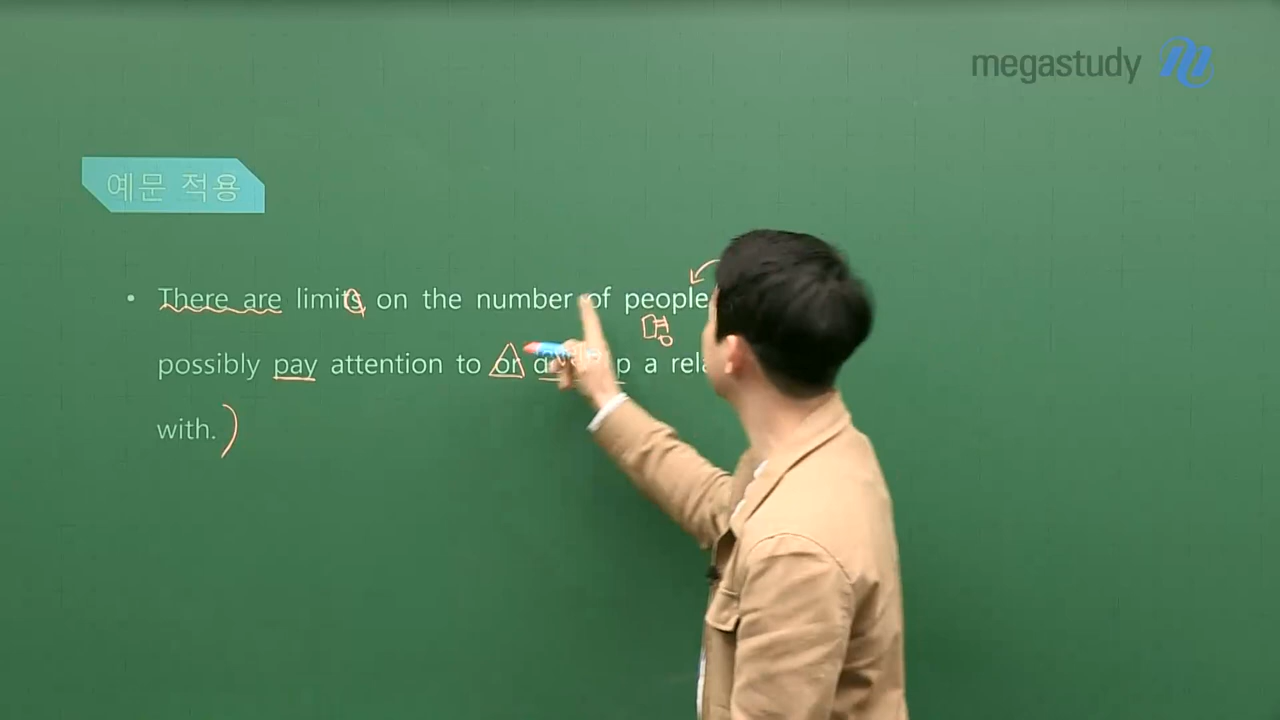 megastudy
예문 적용
• There are limits on the number of people
possibly pay attention to or develop a
with.)